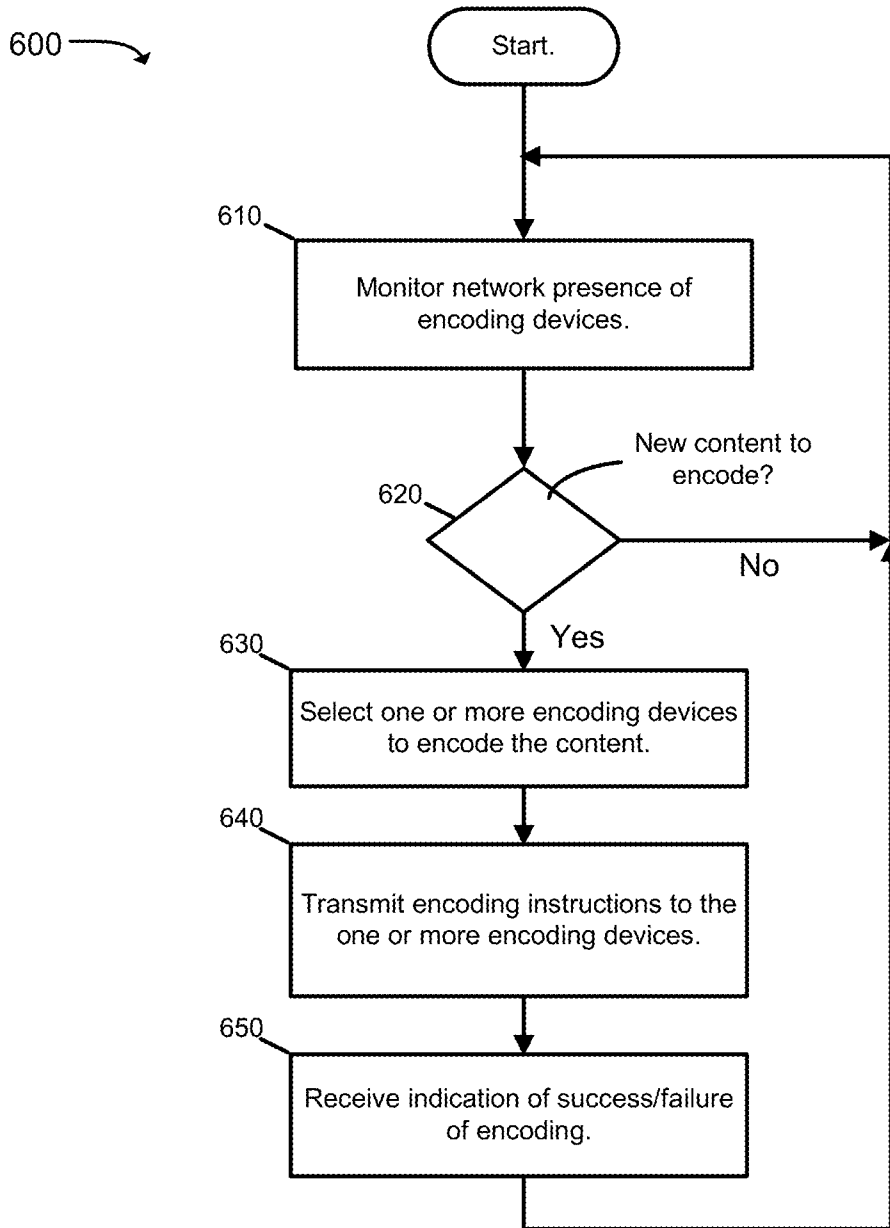 600
Start.
610
Monitor network presence of
encoding devices.
New content to
encode?
620
No
Yes
630
Select one or more encoding devices
to encode the content.
640
Transmit encoding instructions to the
one or more encoding devices.
650
Receive indication of success/failure
of encoding.